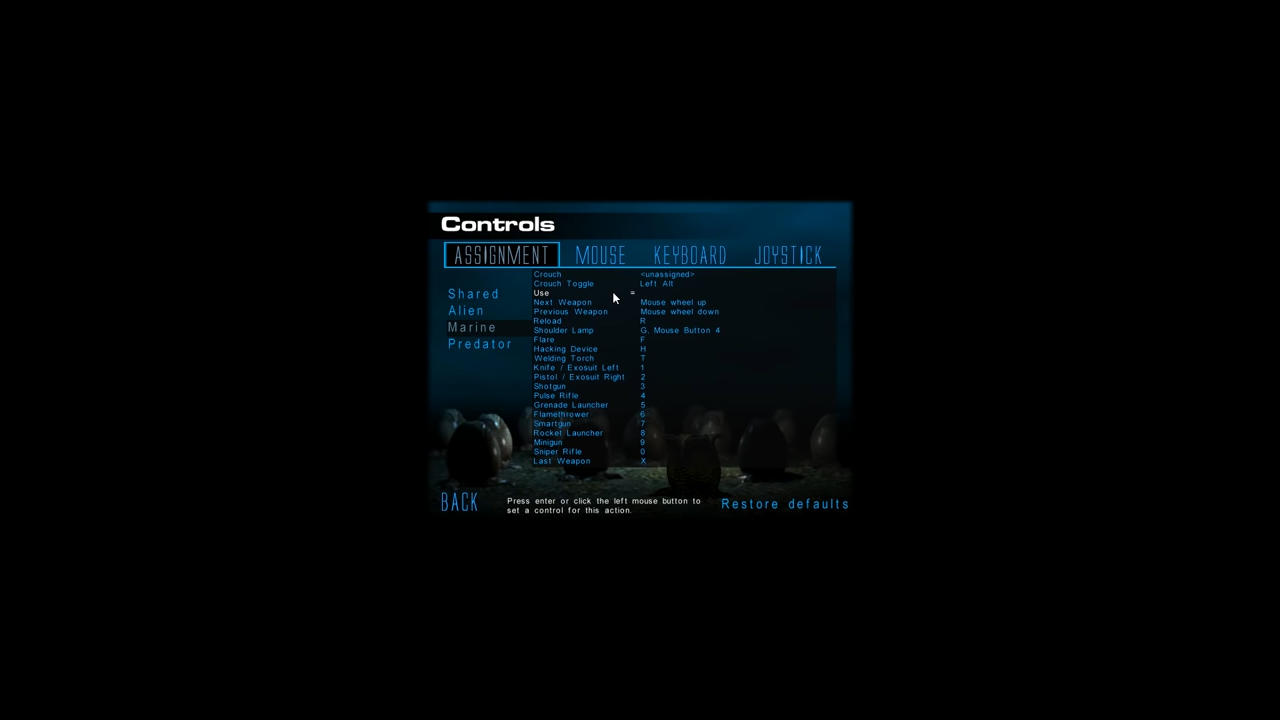 Controls
ASSIGNMENT MOUSE KEYBOARD JOYSTICK
Shared
Alien
Marine
Predator
Crouch <unassigned>
Crouch Toggle Left Alt
Use =
Next Weapon Mouse wheel up
Previous Weapon Mouse wheel down
Reload R
Shoulder Lamp G, Mouse Button 4
Flare F
Hacking Device H
Welding Torch T
Knife / Exosuit Left 1
Pistol / Exosuit Right 2
Shotgun 3
Pulse Rifle 4
Grenade Launcher 5
Flamethrower 6
Smartgun 7
Rocket Launcher 8
Minigun 9
Sniper Rifle 0
Last Weapon X
BACK
Press enter or click the left mouse button to
set a control for this action.
Restore defaults